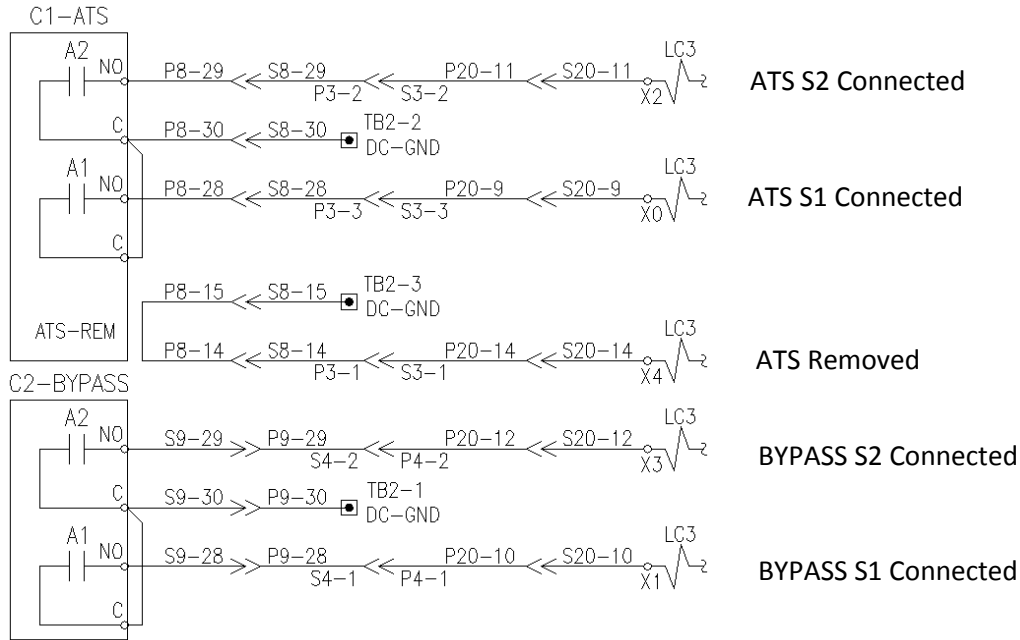 C1-ATS
A2 NO P8-29 S8-29 P20-11 S20-11 LC3 ATS S2 Connected
P3-2 S3-2 X2
C P8-30 S8-30 TB2-2
DC-GND
A1 NO P8-28 S8-28 P20-9 S20-9 LC3 ATS S1 Connected
P3-3 S3-3 X0
C
P8-15 S8-15 TB2-3
DC-GND
ATS-REM
P8-14 S8-14 P20-14 S20-14 LC3 ATS Removed
P3-1 S3-1 X4
C2-BYPASS
A2 NO S9-29 P9-29 P20-12 S20-12 LC3 BYPASS S2 Connected
S4-2 P4-2 X3
C S9-30 P9-30 TB2-1
DC-GND
A1 NO S9-28 P9-28 P20-10 S20-10 LC3 BYPASS S1 Connected
S4-1 P4-1 X1
C